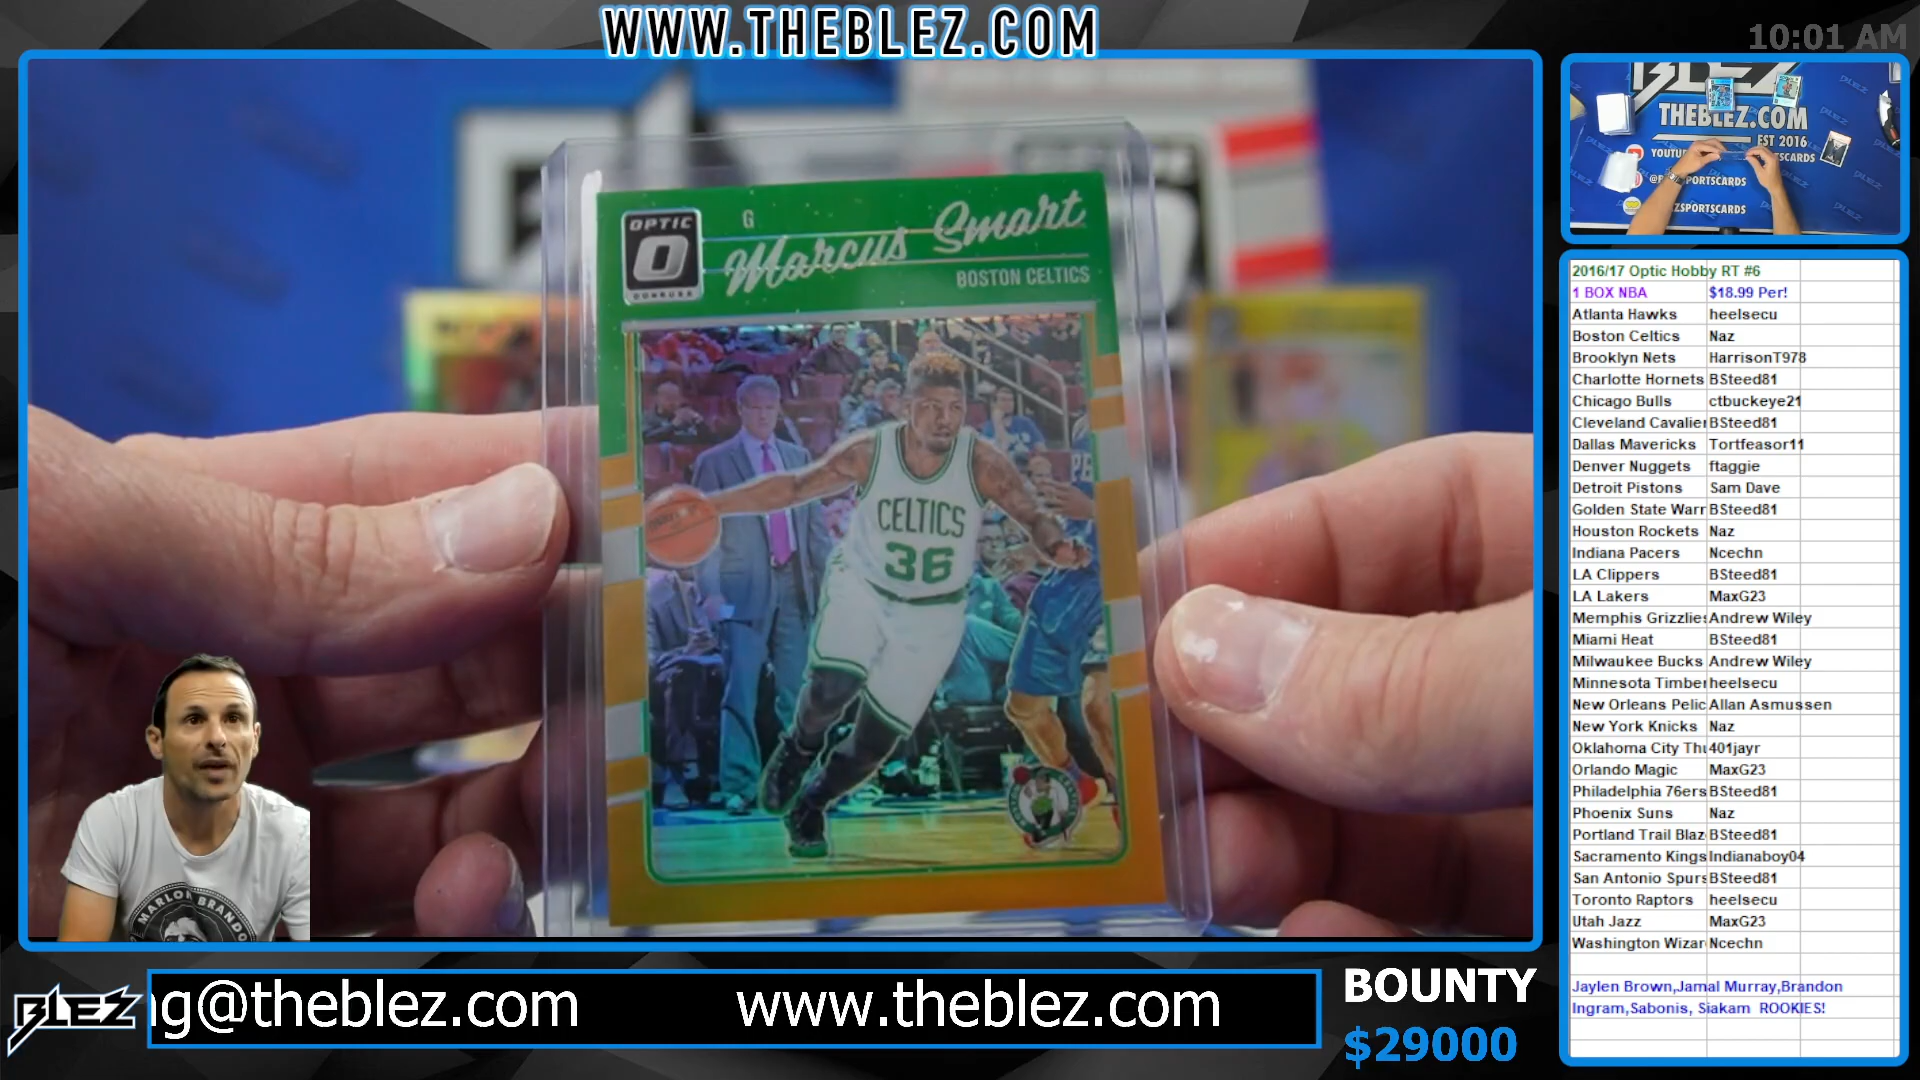 WWW.THEBLEZ.COM
10:01 AM
OPTIC
DONRUSS
G
Marcus Smart
BOSTON CELTICS
CELTICS
36
MARLON BRANDO
BLEZ
THEBLEZ.COM
EST 2016
2016/17 Optic Hobby RT #6
1 BOX NBA $18.99 Per!
Atlanta Hawks heelsecu
Boston Celtics Naz
Brooklyn Nets HarrisonT978
Charlotte Hornets BSteed81
Chicago Bulls ctbuckeye21
Cleveland Cavalier BSteed81
Dallas Mavericks Tortfeasor11
Denver Nuggets ftaggie
Detroit Pistons Sam Dave
Golden State Warr BSteed81
Houston Rockets Naz
Indiana Pacers Ncechn
LA Clippers BSteed81
LA Lakers MaxG23
Memphis Grizzlies Andrew Wiley
Miami Heat BSteed81
Milwaukee Bucks Andrew Wiley
Minnesota Timber heelsecu
New Orleans Pelic Allan Asmussen
New York Knicks Naz
Oklahoma City Thu 401jayr
Orlando Magic MaxG23
Philadelphia 76ers BSteed81
Phoenix Suns Naz
Portland Trail Blaz BSteed81
Sacramento Kings Indianaboy04
San Antonio Spurs BSteed81
Toronto Raptors heelsecu
Utah Jazz MaxG23
Washington Wizar Ncechn
Jaylen Brown,Jamal Murray,Brandon
Ingram,Sabonis, Siakam ROOKIES!
BLEZ
g@theblez.com www.theblez.com
BOUNTY
$29000